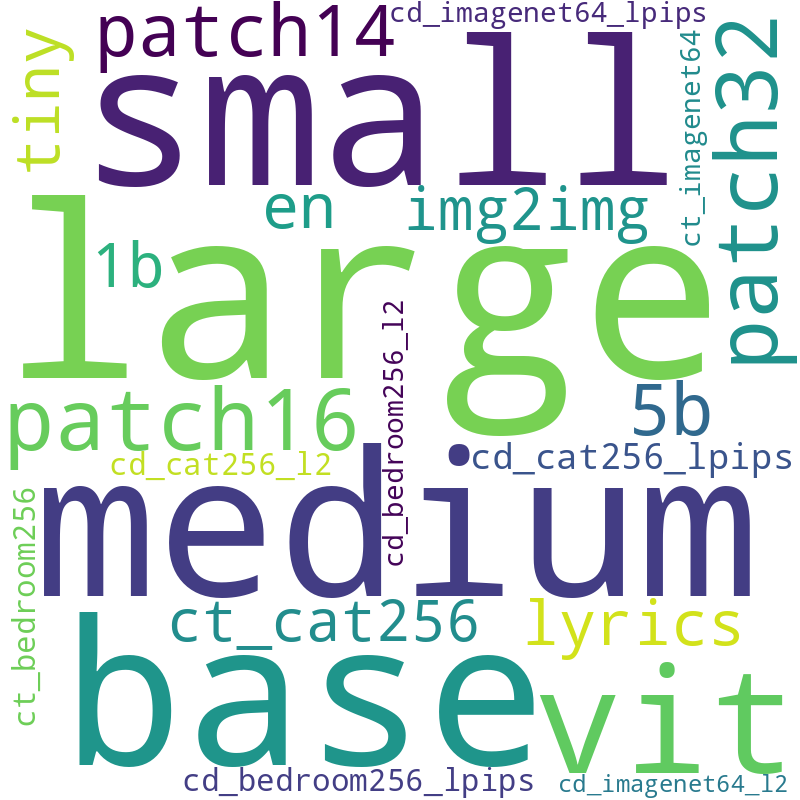 cd_imagenet64_lpips
patch14
small
tiny
ct_imagenet64
patch32
en
img2img
large
1b
cd_bedroom256_l2
patch16
5b
cd_cat256_l2
cd_cat256_lpips
medium
ct_bedroom256
ct_cat256
lyrics
base
vit
cd_bedroom256_lpips
cd_imagenet64_l2